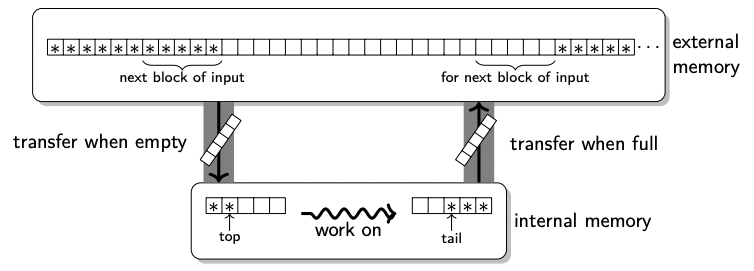 * * * * * * * * * * * * * * * * ...
external
memory
next block of input
for next block of input
transfer when empty
transfer when full
* *
* * *
top
work on
tail
internal memory